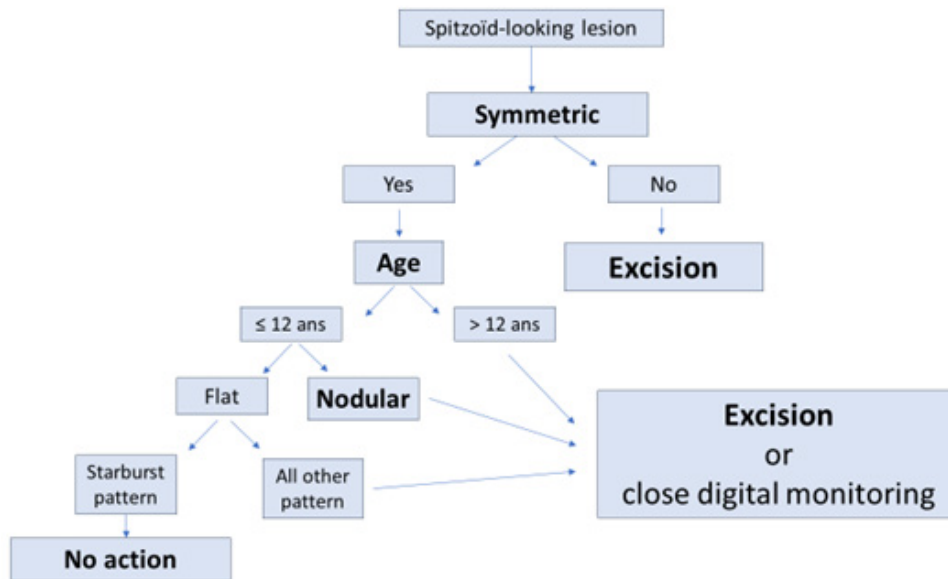 Spitzoïd-looking lesion
Symmetric
Yes
No
Age
Excision
≤ 12 ans
> 12 ans
Flat
Nodular
Excision
or
close digital monitoring
Starburst
pattern
All other
pattern
No action